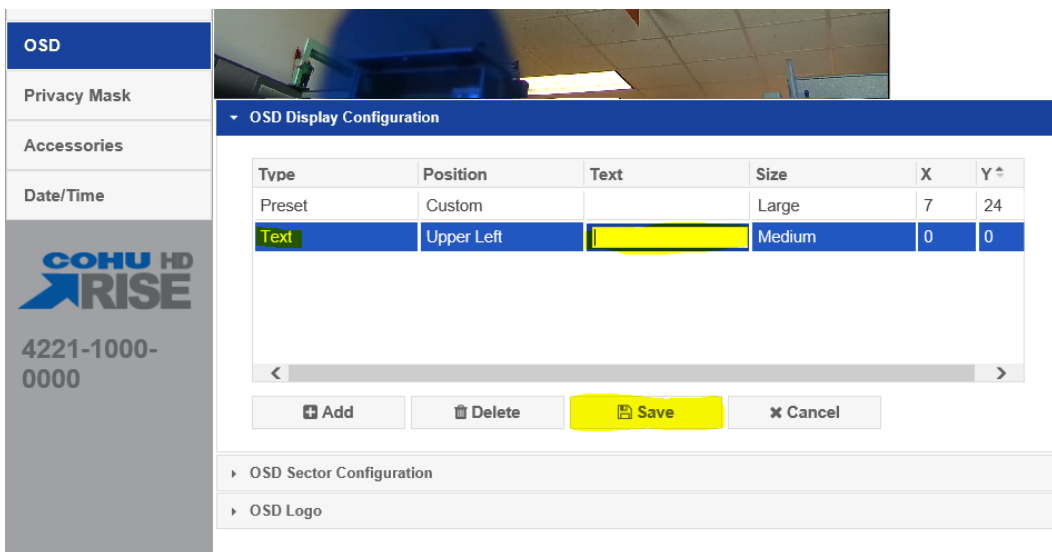 OSD
Privacy Mask
Accessories
Date/Time
COHU HD
RISE
4221-1000-
0000
OSD Display Configuration
Type Position Text Size X Y
Preset Custom Large 7 24
Text Upper Left Medium 0 0
Add Delete Save Cancel
OSD Sector Configuration
OSD Logo